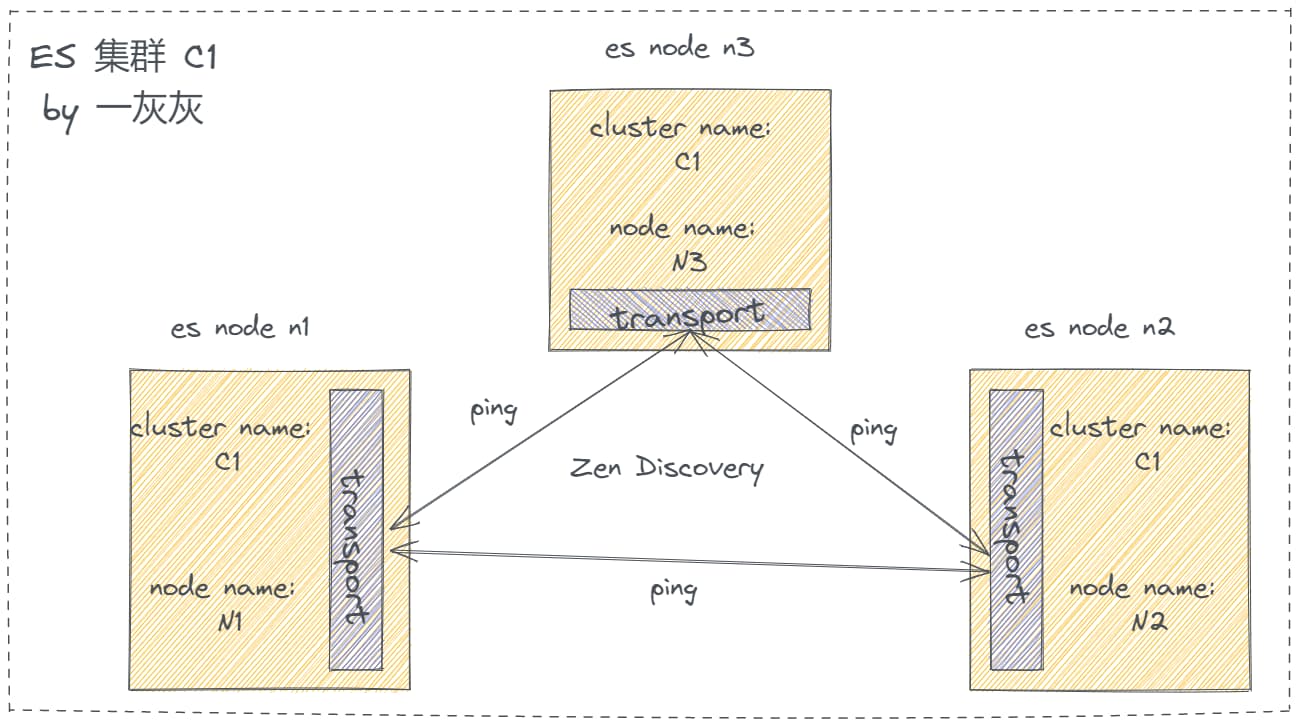 ES 集群 C1
by 一灰灰
es node n3
cluster name:
C1
node name:
N3
transport
es node n1
cluster name:
C1
node name:
N1
transport
ping
ping
Zen Discovery
ping
es node n2
transport
cluster name:
C1
node name:
N2